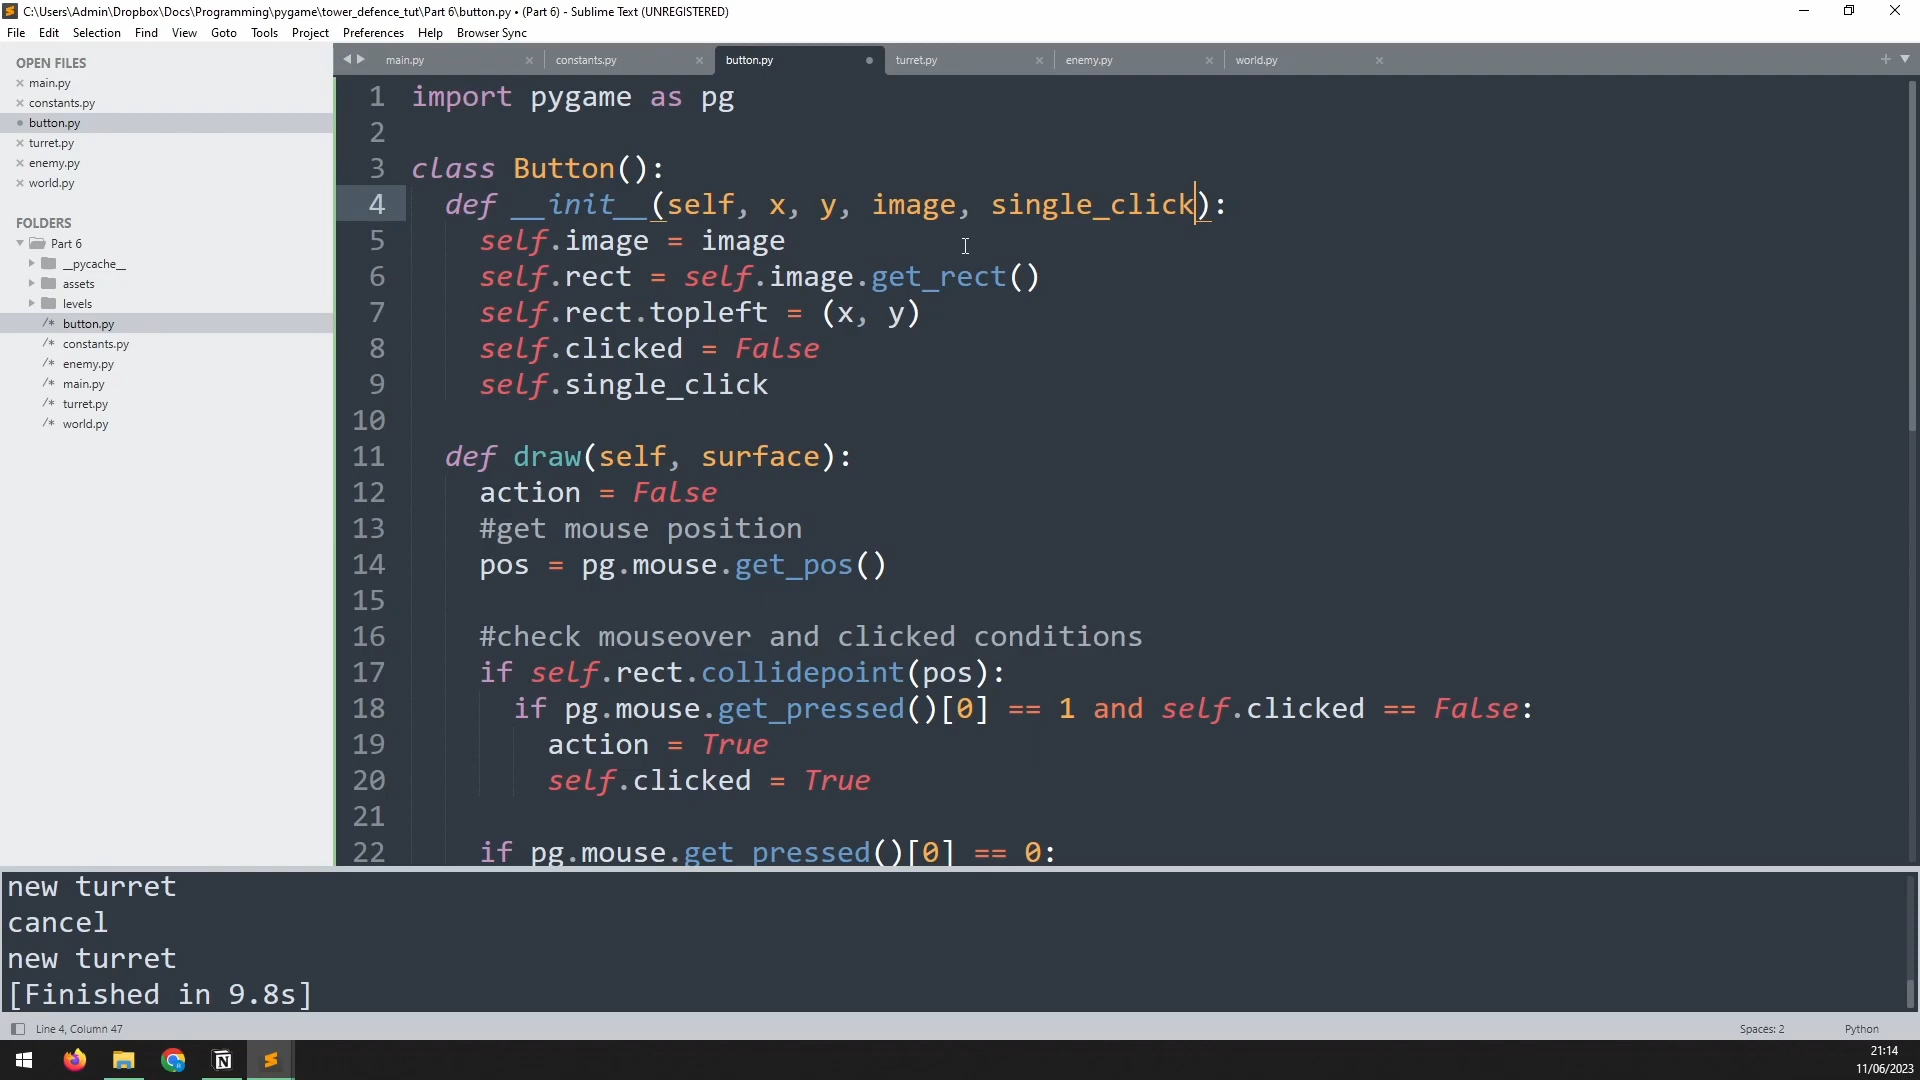 C:\Users\Admin\Dropbox\Docs\Programming\pygame\tower_defence_tut\Part 6\button.py • (Part 6) - Sublime Text (UNREGISTERED)
File Edit Selection Find View Goto Tools Project Preferences Help Browser Sync
OPEN FILES
main.py
constants.py
button.py
turret.py
enemy.py
world.py
FOLDERS
Part 6
__pycache__
assets
levels
/* button.py
/* constants.py
/* enemy.py
/* main.py
/* turret.py
/* world.py
main.py constants.py button.py turret.py enemy.py world.py
1 import pygame as pg
2
3 class Button():
4 def __init__(self, x, y, image, single_click):
5 self.image = image
6 self.rect = self.image.get_rect()
7 self.rect.topleft = (x, y)
8 self.clicked = False
9 self.single_click
10
11 def draw(self, surface):
12 action = False
13 #get mouse position
14 pos = pg.mouse.get_pos()
15
16 #check mouseover and clicked conditions
17 if self.rect.collidepoint(pos):
18 if pg.mouse.get_pressed()[0] == 1 and self.clicked == False:
19 action = True
20 self.clicked = True
21
22 if pg.mouse.get_pressed()[0] == 0:
new turret
cancel
new turret
[Finished in 9.8s]
Line 4, Column 47
Spaces: 2
Python
21:14
11/06/2023